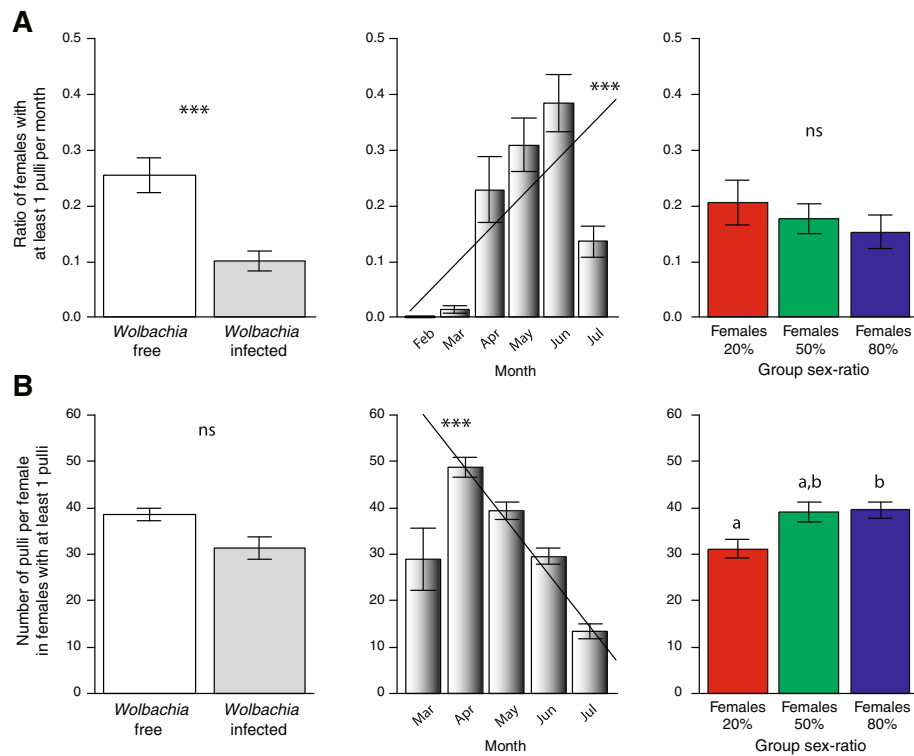 A
Ratio of females with
at least 1 pulli per month
0.5
0.4
0.3
0.2
0.1
0.0
***
Wolbachia
free
Wolbachia
infected
0.5
0.4
0.3
0.2
0.1
0.0
***
Feb
Mar
Apr
May
Jun
Jul
Month
0.5
0.4
0.3
0.2
0.1
0.0
ns
Females
20%
Females
50%
Females
80%
Group sex-ratio
B
Number of pulli per female
in females with at least 1 pulli
60
50
40
30
20
10
0
ns
Wolbachia
free
Wolbachia
infected
60
50
40
30
20
10
0
***
Mar
Apr
May
Jun
Jul
Month
60
50
40
30
20
10
0
a
a,b
b
Females
20%
Females
50%
Females
80%
Group sex-ratio